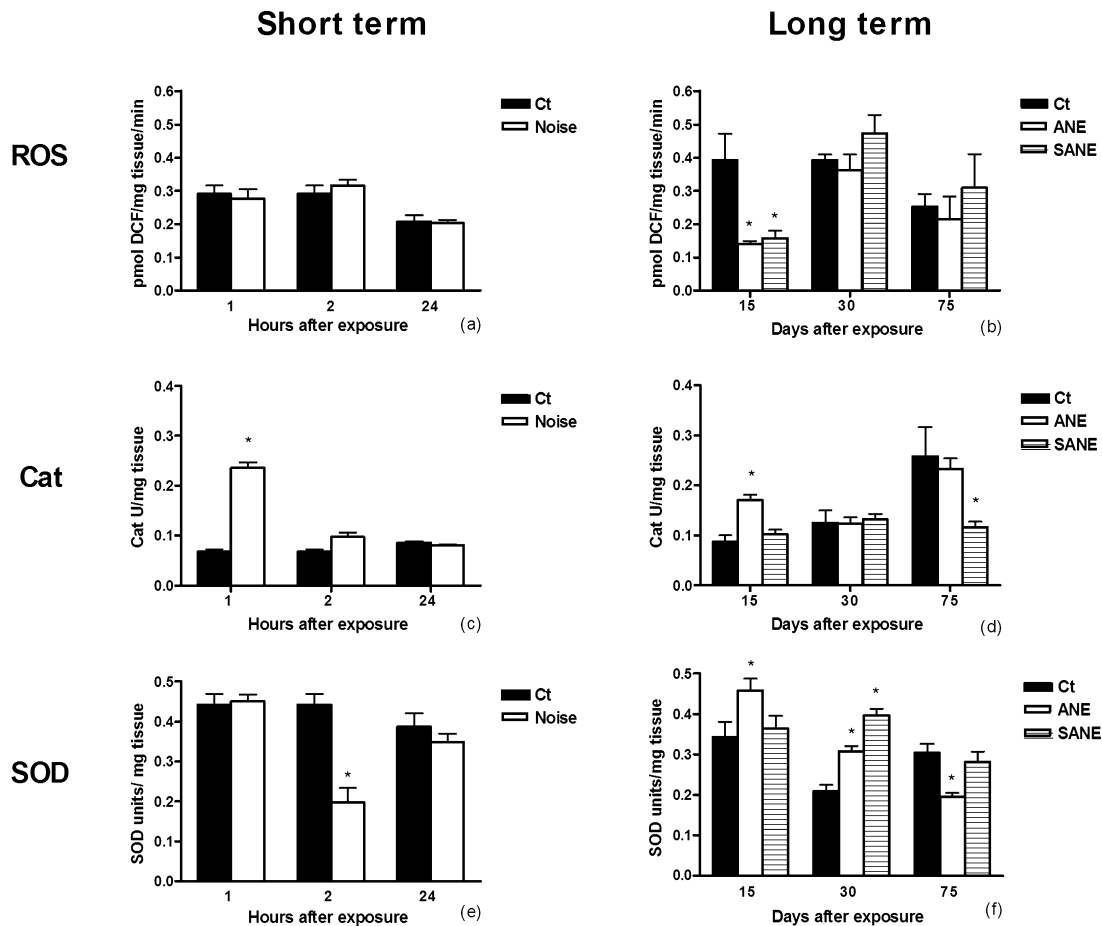 Short term
Long term
ROS
pmol DCF/mg tissue/min
0.6
0.5
0.4
0.3
0.2
0.1
0.0
1
2
24
Hours after exposure
(a)
Ct
Noise
pmol DCF/mg tissue/min
0.6
0.5
0.4
0.3
0.2
0.1
0.0
*
*
15
30
75
Days after exposure
(b)
Ct
ANE
SANE
Cat
Cat U/mg tissue
0.4
0.3
0.2
0.1
0.0
*
1
2
24
Hours after exposure
(c)
Ct
Noise
Cat U/mg tissue
0.4
0.3
0.2
0.1
0.0
*
*
15
30
75
Days after exposure
(d)
Ct
ANE
SANE
SOD
SOD units/ mg tissue
0.5
0.4
0.3
0.2
0.1
0.0
*
1
2
24
Hours after exposure
(e)
Ct
Noise
SOD units/mg tissue
0.5
0.4
0.3
0.2
0.1
0.0
*
*
*
*
15
30
75
Days after exposure
(f)
Ct
ANE
SANE